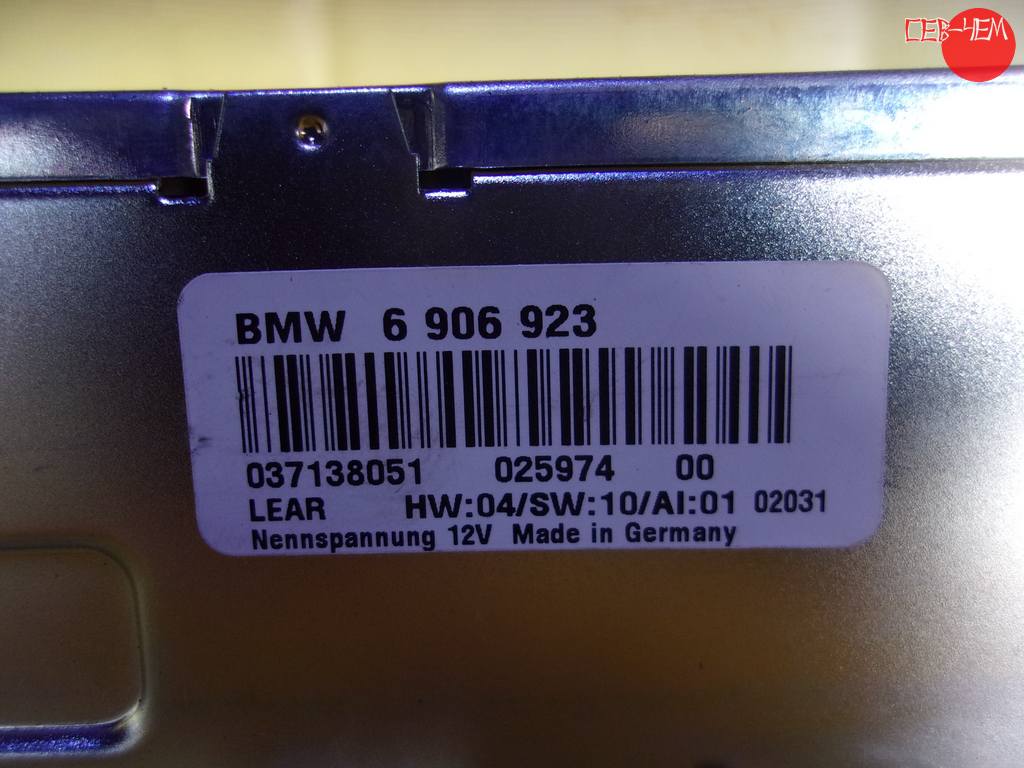 СЕВ-ЧЕМ
BMW 6 906 923
037138051 025974 00
LEAR HW:04/SW:10/AI:01 02031
Nennspannung 12V Made in Germany